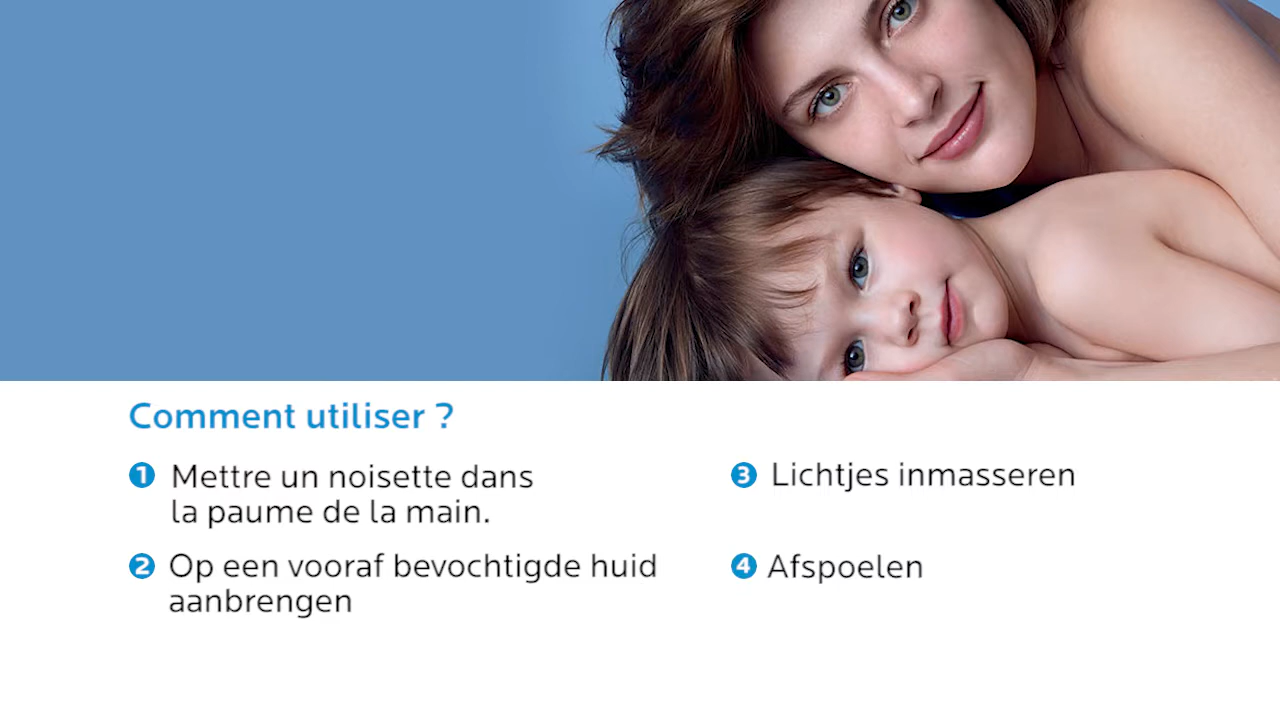 Comment utiliser ?
1 Mettre un noisette dans
la paume de la main.
2 Op een vooraf bevochtigde huid
aanbrengen
3 Lichtjes inmasseren
4 Afspoelen